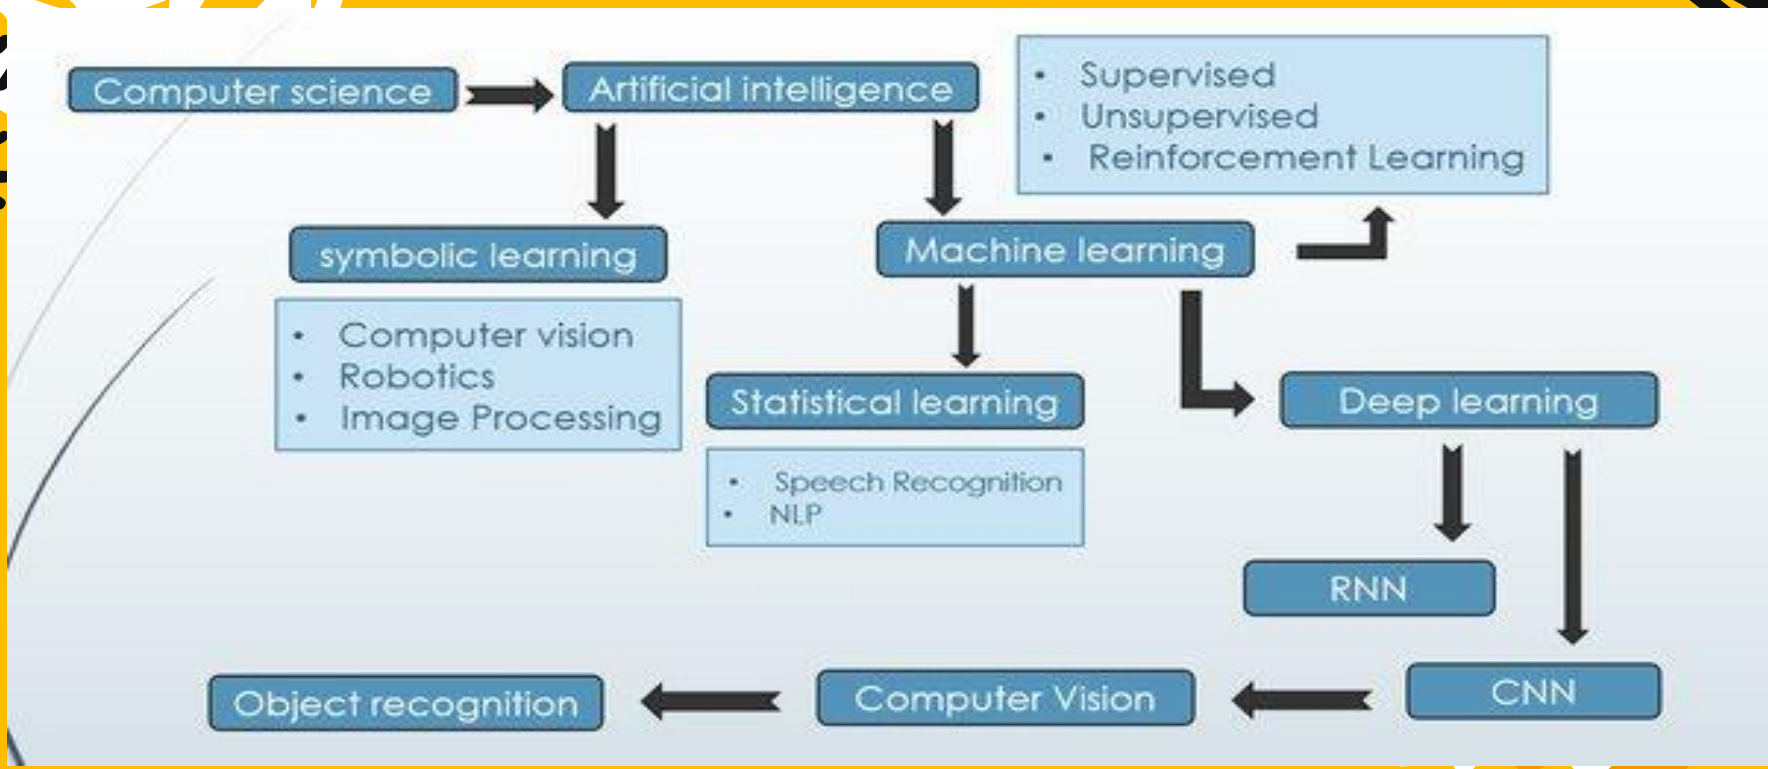 Computer science
Artificial intelligence
• Supervised
• Unsupervised
• Reinforcement Learning
symbolic learning
Machine learning
• Computer vision
• Robotics
• Image Processing
Statistical learning
Deep learning
• Speech Recognition
• NLP
RNN
Object recognition
Computer Vision
CNN